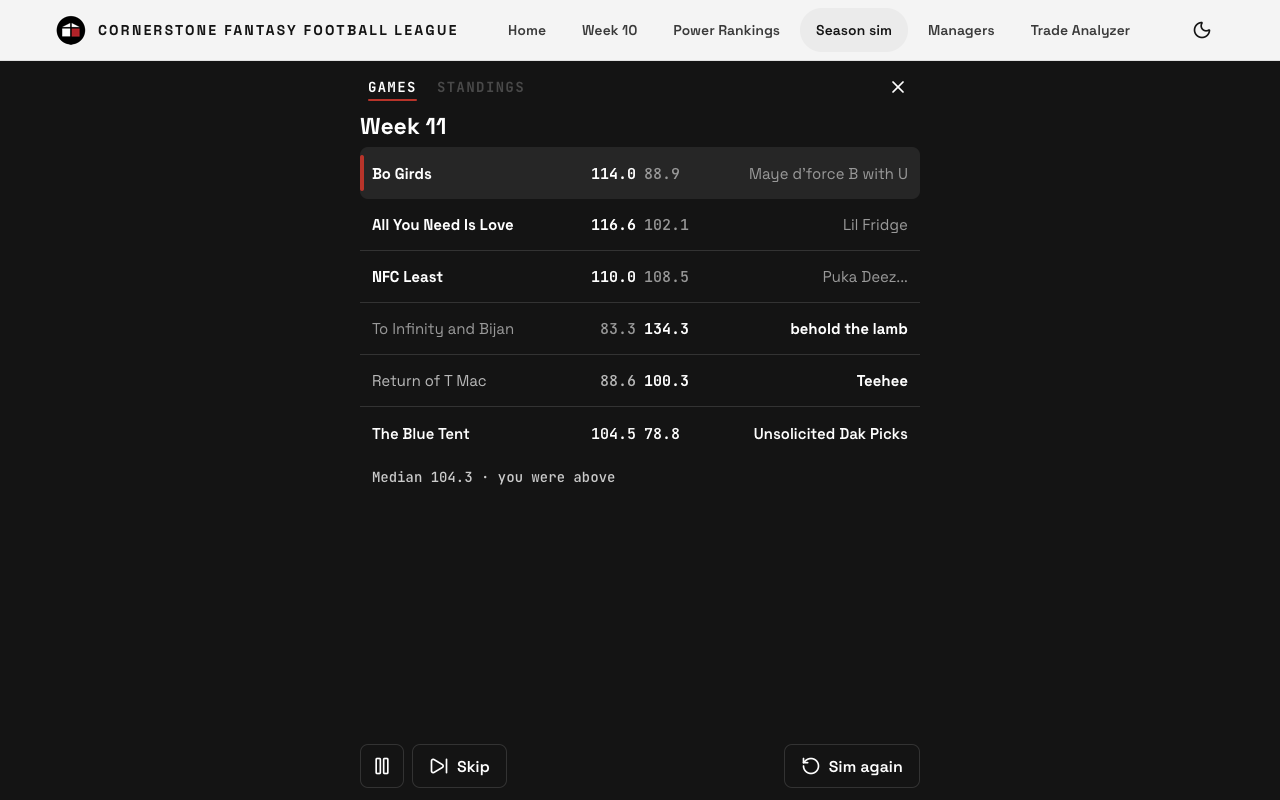 CORNERSTONE FANTASY FOOTBALL LEAGUE Home Week 10 Power Rankings Season sim Managers Trade Analyzer
GAMES STANDINGS
Week 11
Bo Girds 114.0 88.9 Maye d'force B with U
All You Need Is Love 116.6 102.1 Lil Fridge
NFC Least 110.0 108.5 Puka Deez...
To Infinity and Bijan 83.3 134.3 behold the lamb
Return of T Mac 88.6 100.3 Teehee
The Blue Tent 104.5 78.8 Unsolicited Dak Picks
Median 104.3 · you were above
Skip Sim again